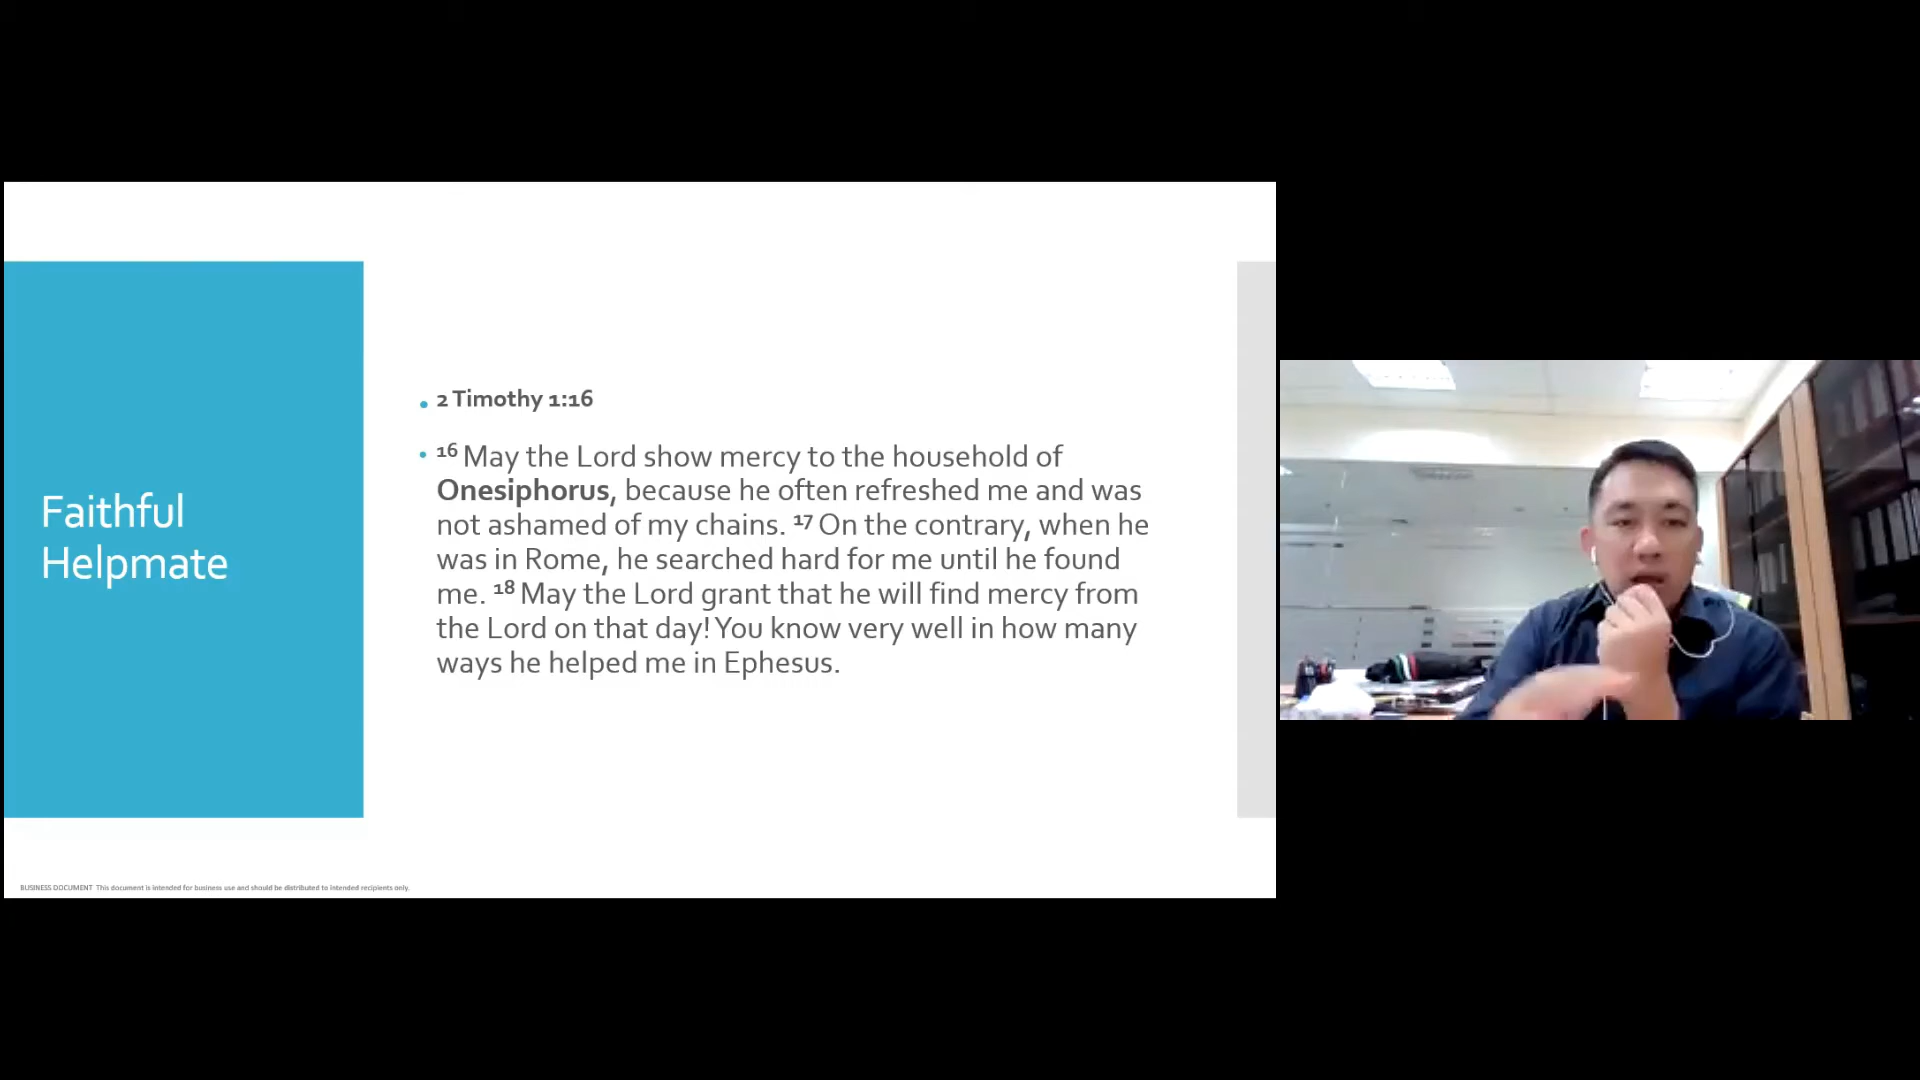 Faithful
Helpmate
2 Timothy 1:16
16 May the Lord show mercy to the household of
Onesiphorus, because he often refreshed me and was
not ashamed of my chains. 17 On the contrary, when he
was in Rome, he searched hard for me until he found
me. 18 May the Lord grant that he will find mercy from
the Lord on that day! You know very well in how many
ways he helped me in Ephesus.
BUSINESS DOCUMENT This document is intended for business use and should be distributed to intended recipients only.